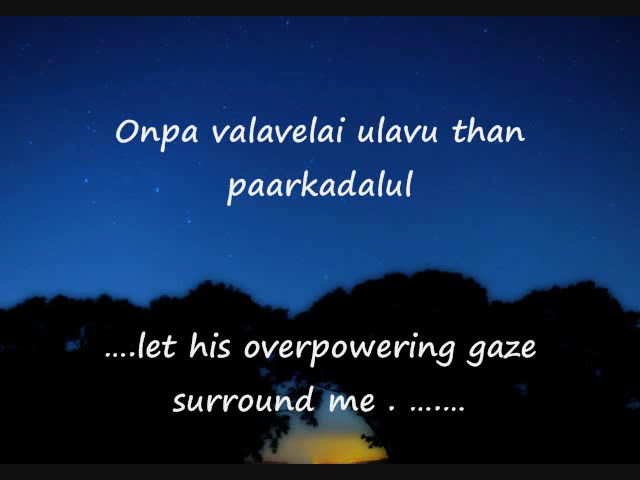 Onpa valavelai ulavu than
paarkadalul
....let his overpowering gaze
surround me . .......